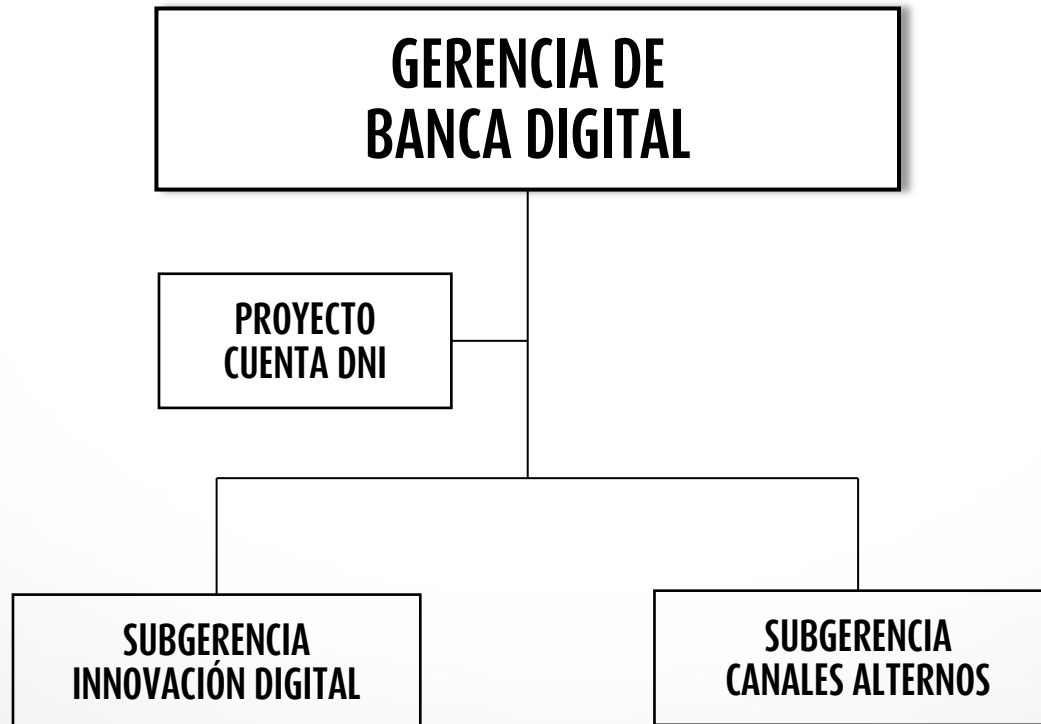 GERENCIA DE
BANCA DIGITAL
PROYECTO
CUENTA DNI
SUBGERENCIA
INNOVACIÓN DIGITAL
SUBGERENCIA
CANALES ALTERNOS